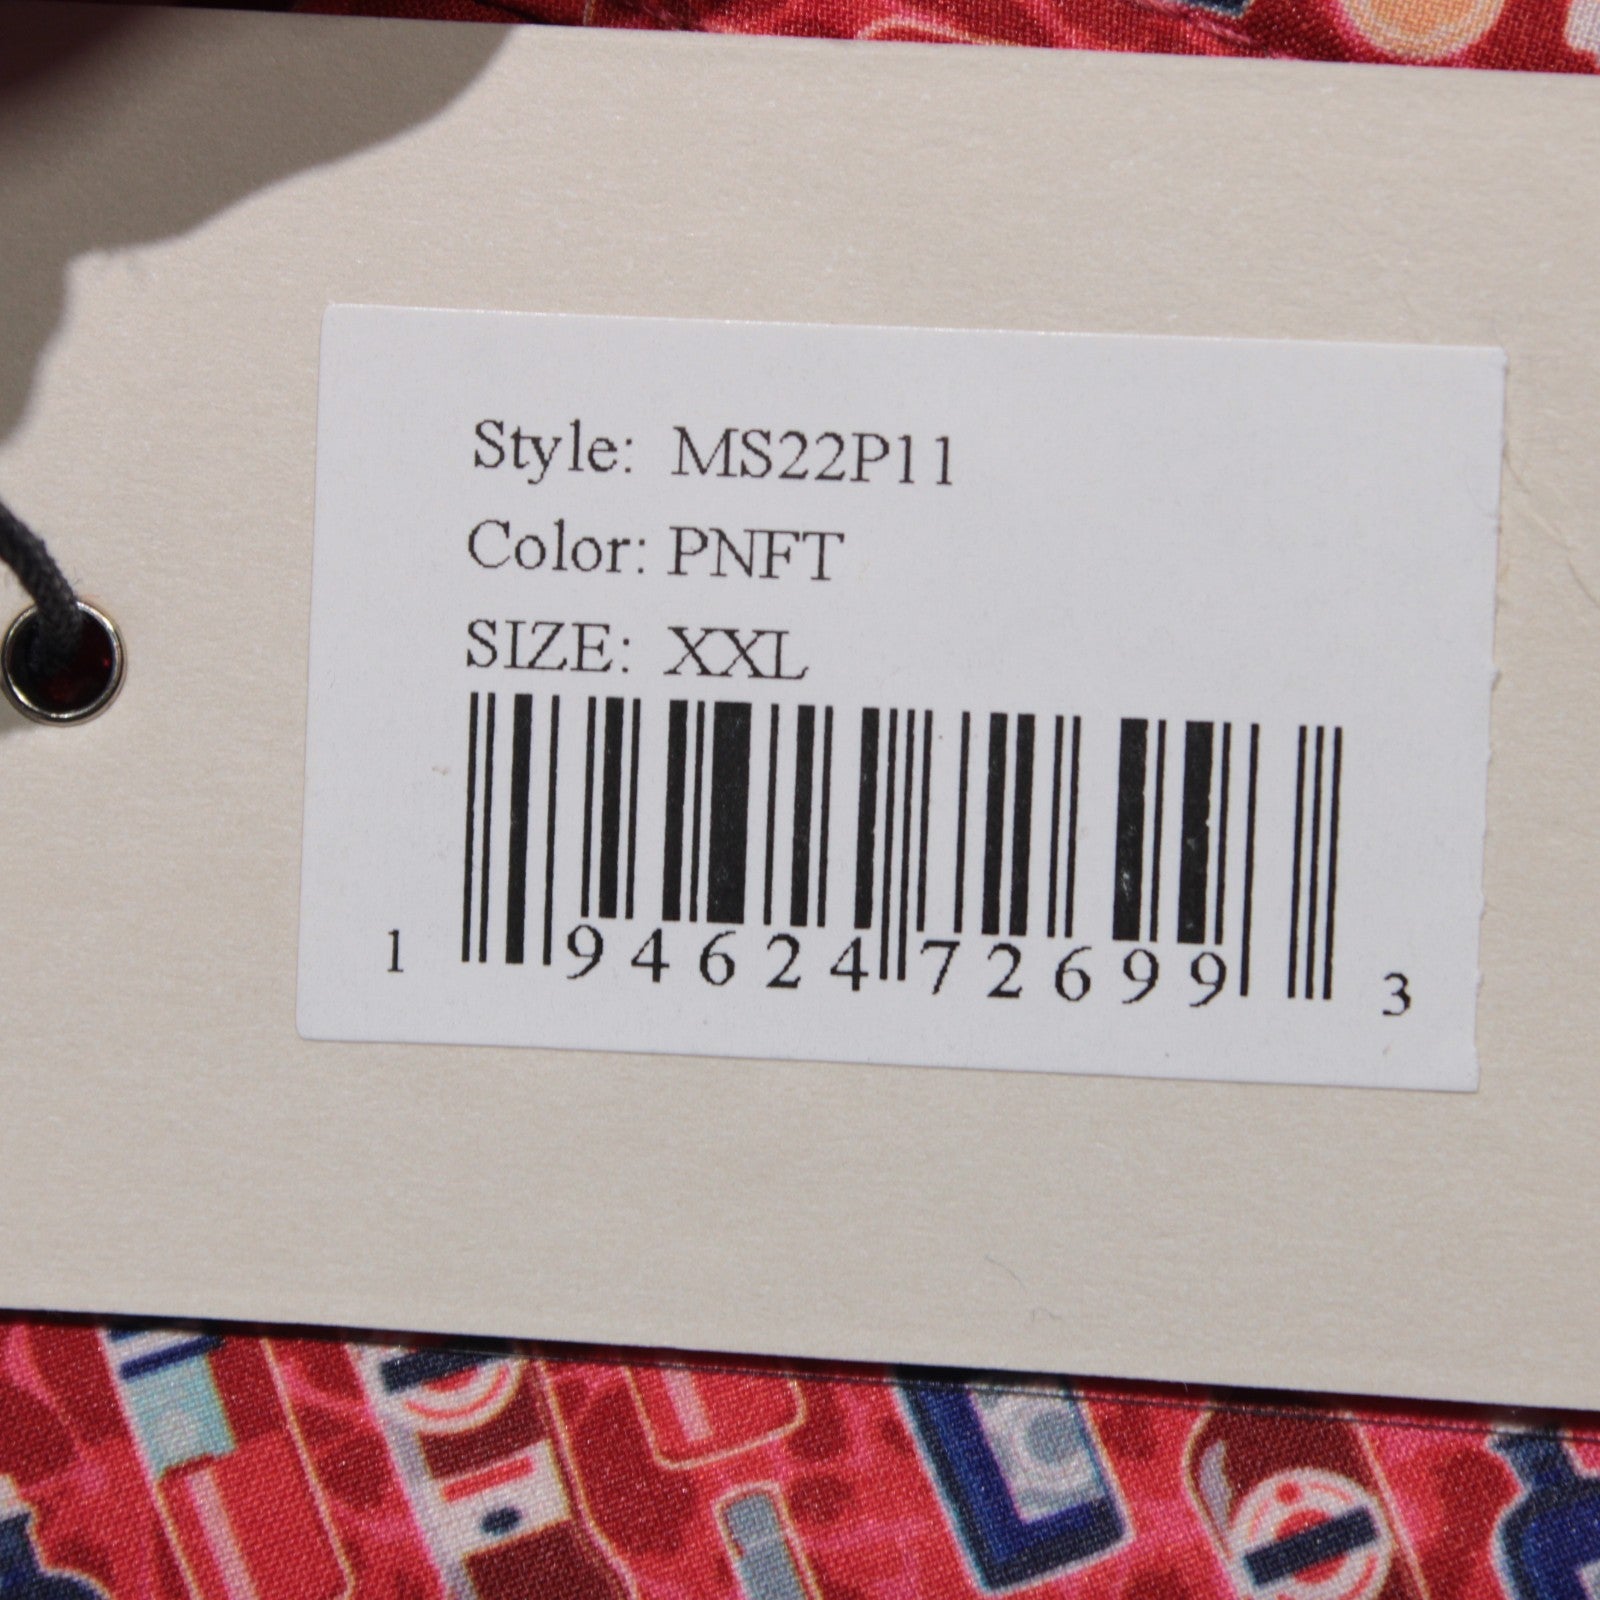 Style: MS22P11
Color: PNFT
SIZE: XXL
1 94624 72699 3